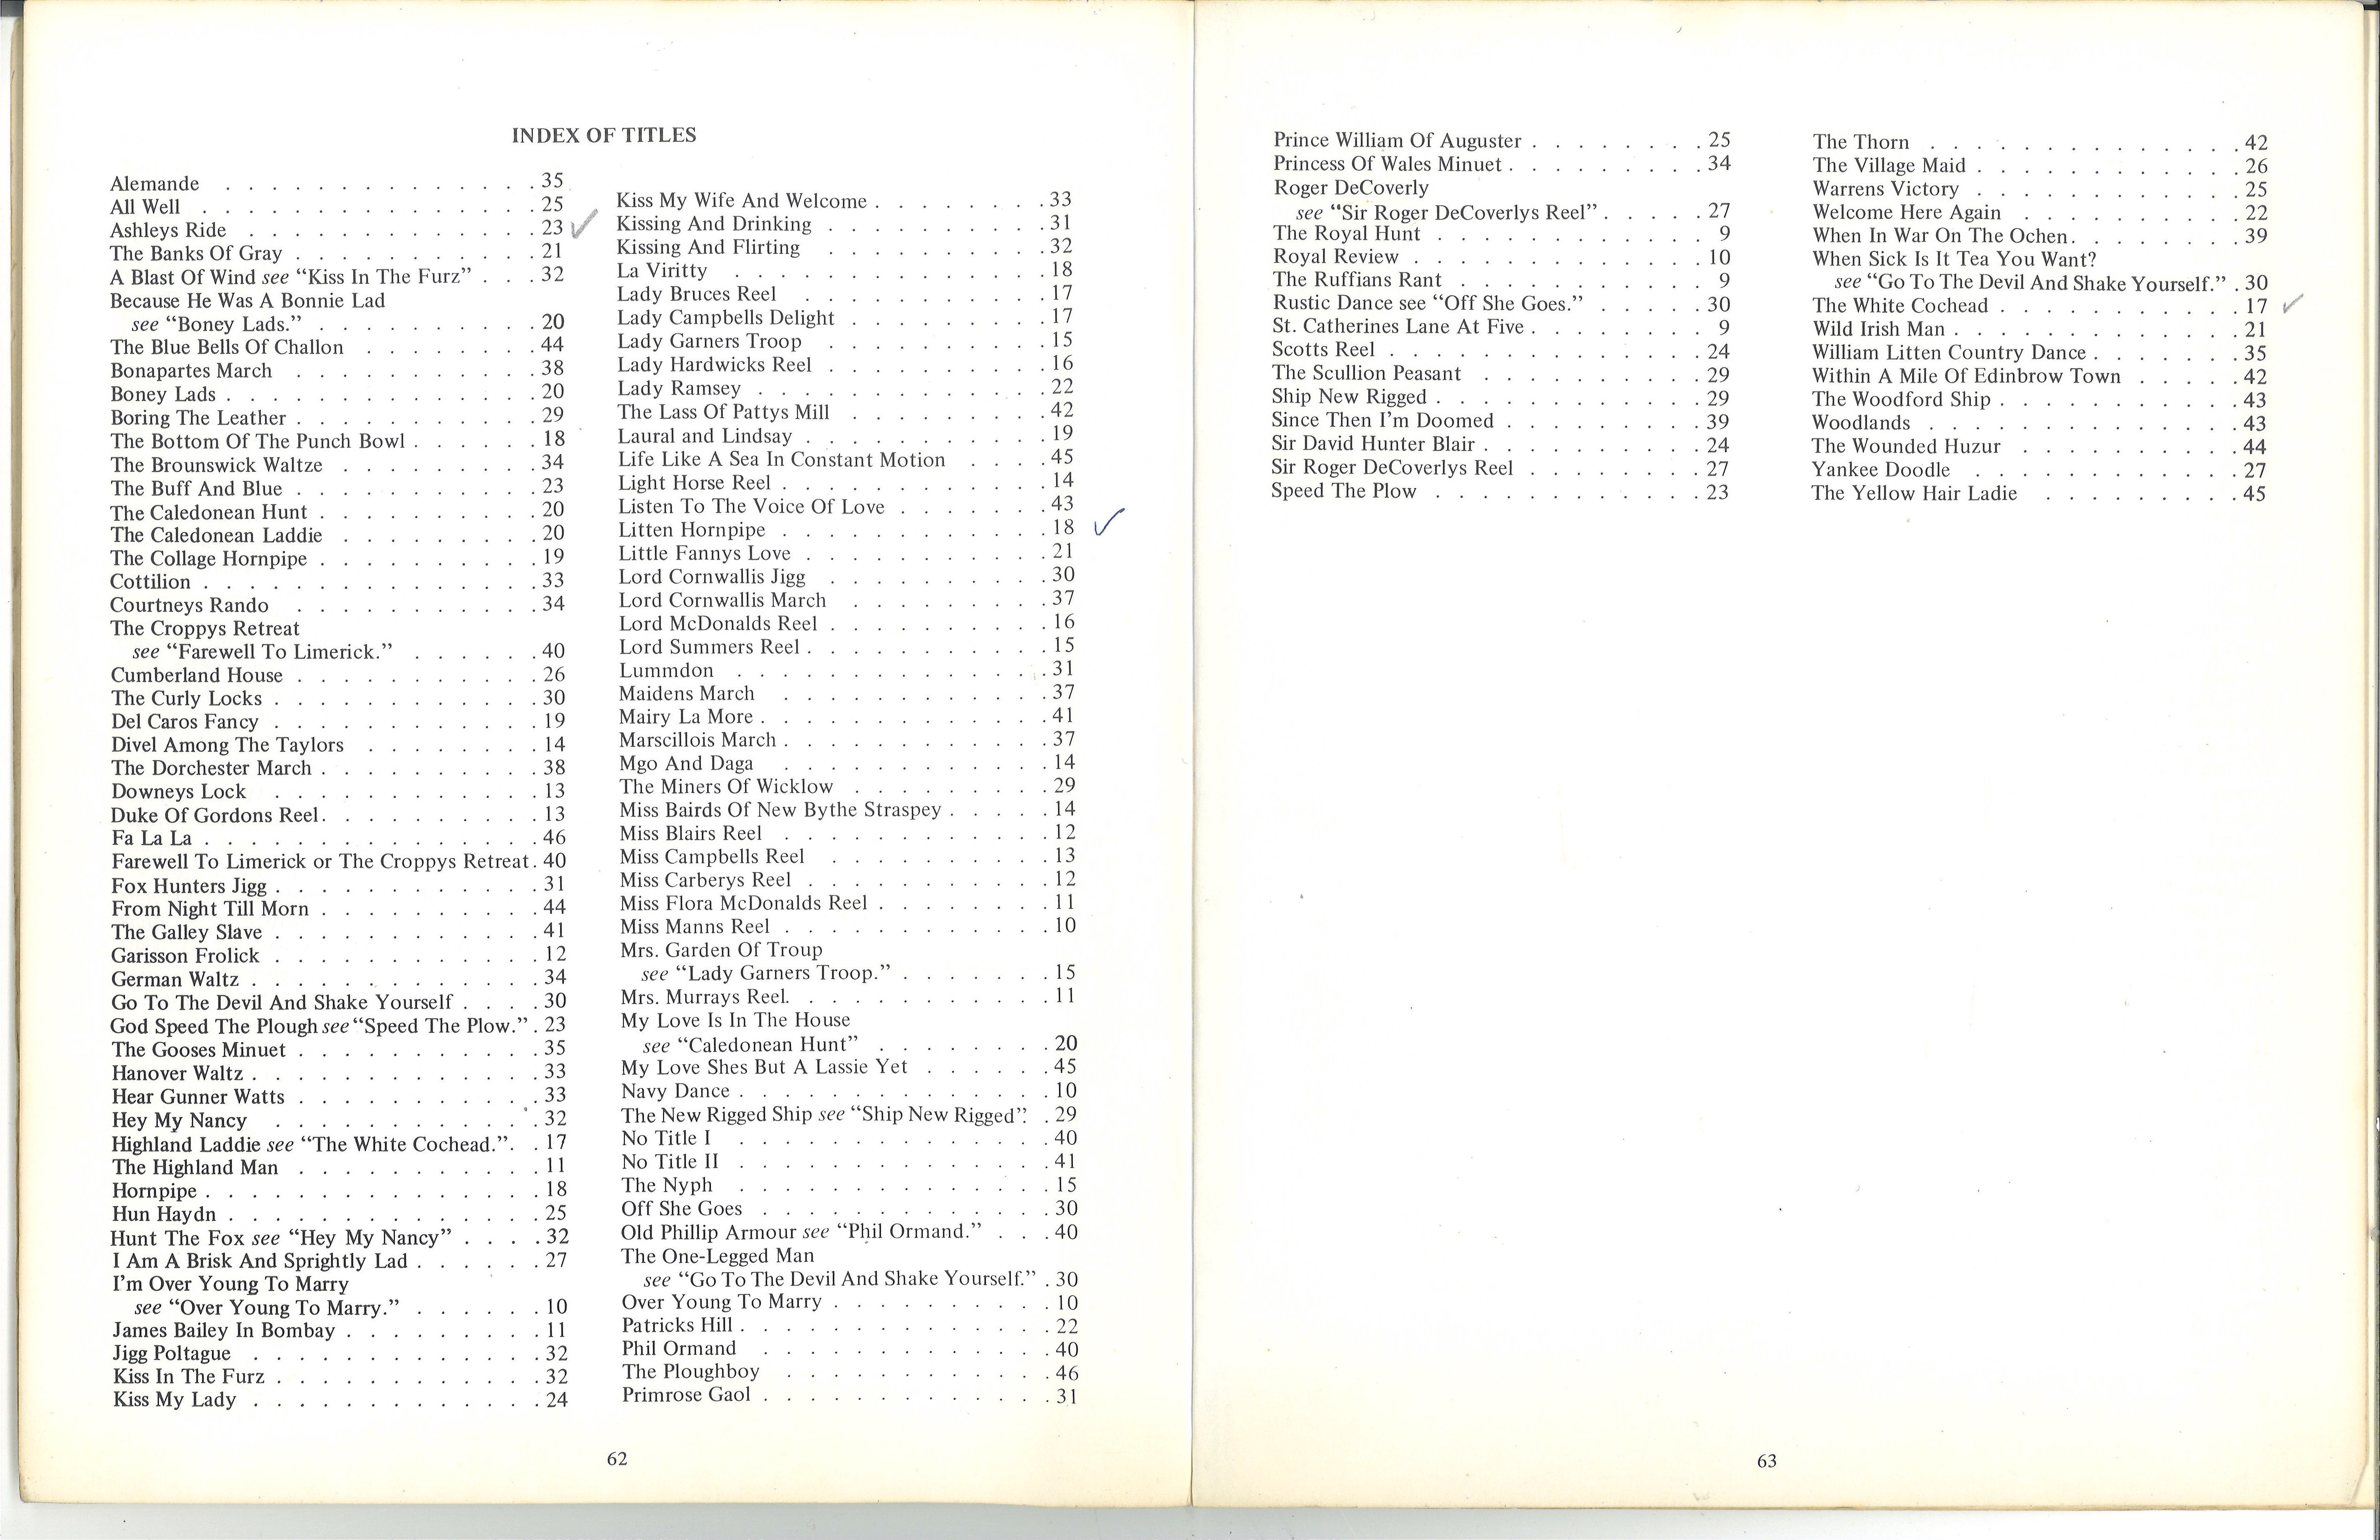 INDEX OF TITLES
Alemande . . . . . . . . . . . . . . 35
All Well . . . . . . . . . . . . . . . 25
Ashleys Ride . . . . . . . . . . . . . 23 ✓
The Banks Of Gray . . . . . . . . . . . 21
A Blast Of Wind see “Kiss In The Furz” . . . 32
Because He Was A Bonnie Lad
see “Boney Lads.” . . . . . . . . . . 20
The Blue Bells Of Challon . . . . . . . . 44
Bonapartes March . . . . . . . . . . . 38
Boney Lads . . . . . . . . . . . . . . 20
Boring The Leather . . . . . . . . . . . 29
The Bottom Of The Punch Bowl . . . . . . 18
The Brounswick Waltze . . . . . . . . . 34
The Buff And Blue . . . . . . . . . . . 23
The Caledonean Hunt . . . . . . . . . . 20
The Caledonean Laddie . . . . . . . . . 20
The Collage Hornpipe . . . . . . . . . . 19
Cottilion . . . . . . . . . . . . . . . 33
Courtneys Rando . . . . . . . . . . . 34
The Croppys Retreat
see “Farewell To Limerick.” . . . . . . 40
Cumberland House . . . . . . . . . . . 26
The Curly Locks . . . . . . . . . . . . 30
Del Caros Fancy . . . . . . . . . . . . 19
Divel Among The Taylors . . . . . . . . 14
The Dorchester March . . . . . . . . . . 38
Downeys Lock . . . . . . . . . . . . 13
Duke Of Gordons Reel . . . . . . . . . . 13
Fa La La . . . . . . . . . . . . . . . 46
Farewell To Limerick or The Croppys Retreat . 40
Fox Hunters Jigg . . . . . . . . . . . . 31
From Night Till Morn . . . . . . . . . . 44
The Galley Slave . . . . . . . . . . . . 41
Garisson Frolick . . . . . . . . . . . . 12
German Waltz . . . . . . . . . . . . . 34
Go To The Devil And Shake Yourself . . . . 30
God Speed The Plough see “Speed The Plow.” . 23
The Gooses Minuet . . . . . . . . . . . 35
Hanover Waltz . . . . . . . . . . . . . 33
Hear Gunner Watts . . . . . . . . . . . 33
Hey My Nancy . . . . . . . . . . . . 32
Highland Laddie see “The White Cochead.” . . 17
The Highland Man . . . . . . . . . . . 11
Hornpipe . . . . . . . . . . . . . . . 18
Hun Haydn . . . . . . . . . . . . . . 25
Hunt The Fox see “Hey My Nancy” . . . . 32
I Am A Brisk And Sprightly Lad . . . . . . 27
I’m Over Young To Marry
see “Over Young To Marry.” . . . . . . 10
James Bailey In Bombay . . . . . . . . . 11
Jigg Poltague . . . . . . . . . . . . . 32
Kiss In The Furz . . . . . . . . . . . . 32
Kiss My Lady . . . . . . . . . . . . . 24
Kiss My Wife And Welcome . . . . . . . . 33
Kissing And Drinking . . . . . . . . . . 31
Kissing And Flirting . . . . . . . . . . 32
La Viritty . . . . . . . . . . . . . . 18
Lady Bruces Reel . . . . . . . . . . . 17
Lady Campbells Delight . . . . . . . . . 17
Lady Garners Troop . . . . . . . . . . 15
Lady Hardwicks Reel . . . . . . . . . . 16
Lady Ramsey . . . . . . . . . . . . . 22
The Lass Of Pattys Mill . . . . . . . . . 42
Laural and Lindsay . . . . . . . . . . . 19
Life Like A Sea In Constant Motion . . . . 45
Light Horse Reel . . . . . . . . . . . . 14
Listen To The Voice Of Love . . . . . . . 43
Litten Hornpipe . . . . . . . . . . . . 18 ✓
Little Fannys Love . . . . . . . . . . . 21
Lord Cornwallis Jigg . . . . . . . . . . 30
Lord Cornwallis March . . . . . . . . . 37
Lord McDonalds Reel . . . . . . . . . . 16
Lord Summers Reel . . . . . . . . . . . 15
Lummdon . . . . . . . . . . . . . . 31
Maidens March . . . . . . . . . . . . 37
Mairy La More . . . . . . . . . . . . . 41
Marscillois March . . . . . . . . . . . . 37
Mgo And Daga . . . . . . . . . . . . 14
The Miners Of Wicklow . . . . . . . . . 29
Miss Bairds Of New Bythe Straspey . . . . . 14
Miss Blairs Reel . . . . . . . . . . . . 12
Miss Campbells Reel . . . . . . . . . . 13
Miss Carberys Reel . . . . . . . . . . . 12
Miss Flora McDonalds Reel . . . . . . . . 11
Miss Manns Reel . . . . . . . . . . . . 10
Mrs. Garden Of Troup
see “Lady Garners Troop.” . . . . . . . 15
Mrs. Murrays Reel. . . . . . . . . . . . 11
My Love Is In The House
see “Caledonean Hunt” . . . . . . . . 20
My Love Shes But A Lassie Yet . . . . . . 45
Navy Dance . . . . . . . . . . . . . . 10
The New Rigged Ship see “Ship New Rigged”. . 29
No Title I . . . . . . . . . . . . . . 40
No Title II . . . . . . . . . . . . . . 41
The Nyph . . . . . . . . . . . . . . 15
Off She Goes . . . . . . . . . . . . . 30
Old Phillip Armour see “Phil Ormand.” . . . 40
The One-Legged Man
see “Go To The Devil And Shake Yourself.” . 30
Over Young To Marry . . . . . . . . . . 10
Patricks Hill . . . . . . . . . . . . . . 22
Phil Ormand . . . . . . . . . . . . . 40
The Ploughboy . . . . . . . . . . . . 46
Primrose Gaol . . . . . . . . . . . . . 31
62
Prince William Of Auguster . . . . . . . . 25
Princess Of Wales Minuet . . . . . . . . . 34
Roger DeCoverly
see “Sir Roger DeCoverlys Reel” . . . . . 27
The Royal Hunt . . . . . . . . . . . . 9
Royal Review . . . . . . . . . . . . . 10
The Ruffians Rant . . . . . . . . . . . 9
Rustic Dance see “Off She Goes.” . . . . . 30
St. Catherines Lane At Five . . . . . . . . 9
Scotts Reel . . . . . . . . . . . . . . 24
The Scullion Peasant . . . . . . . . . . 29
Ship New Rigged . . . . . . . . . . . . 29
Since Then I’m Doomed . . . . . . . . . 39
Sir David Hunter Blair . . . . . . . . . . 24
Sir Roger DeCoverlys Reel . . . . . . . . 27
Speed The Plow . . . . . . . . . . . . 23
The Thorn . . . . . . . . . . . . . . 42
The Village Maid . . . . . . . . . . . . 26
Warrens Victory . . . . . . . . . . . . 25
Welcome Here Again . . . . . . . . . . 22
When In War On The Ochen . . . . . . . . 39
When Sick Is It Tea You Want?
see “Go To The Devil And Shake Yourself.” . 30
The White Cochead . . . . . . . . . . . 17 ✓
Wild Irish Man . . . . . . . . . . . . . 21
William Litten Country Dance . . . . . . . 35
Within A Mile Of Edinbrow Town . . . . . 42
The Woodford Ship . . . . . . . . . . . 43
Woodlands . . . . . . . . . . . . . . 43
The Wounded Huzur . . . . . . . . . . 44
Yankee Doodle . . . . . . . . . . . . 27
The Yellow Hair Ladie . . . . . . . . . 45
63